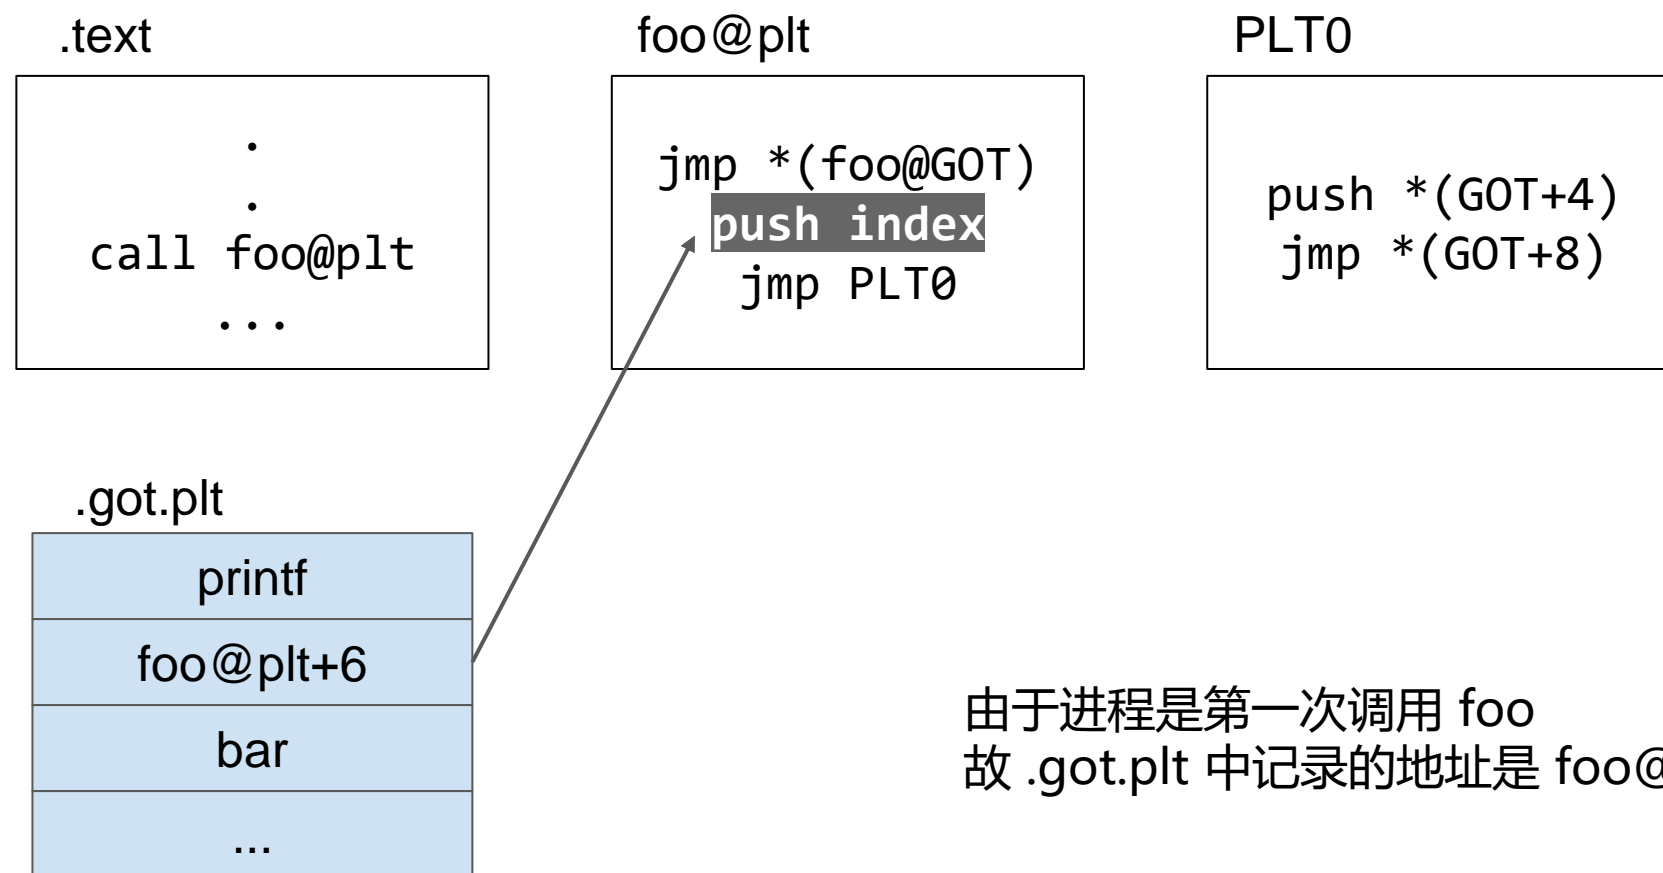 .text
.
.
call foo@plt
...
foo@plt
jmp *(foo@GOT)
push index
jmp PLT0
PLT0
push *(GOT+4)
jmp *(GOT+8)
.got.plt
printf
foo@plt+6
bar
...
由于进程是第一次调用 foo
故 .got.plt 中记录的地址是 foo@